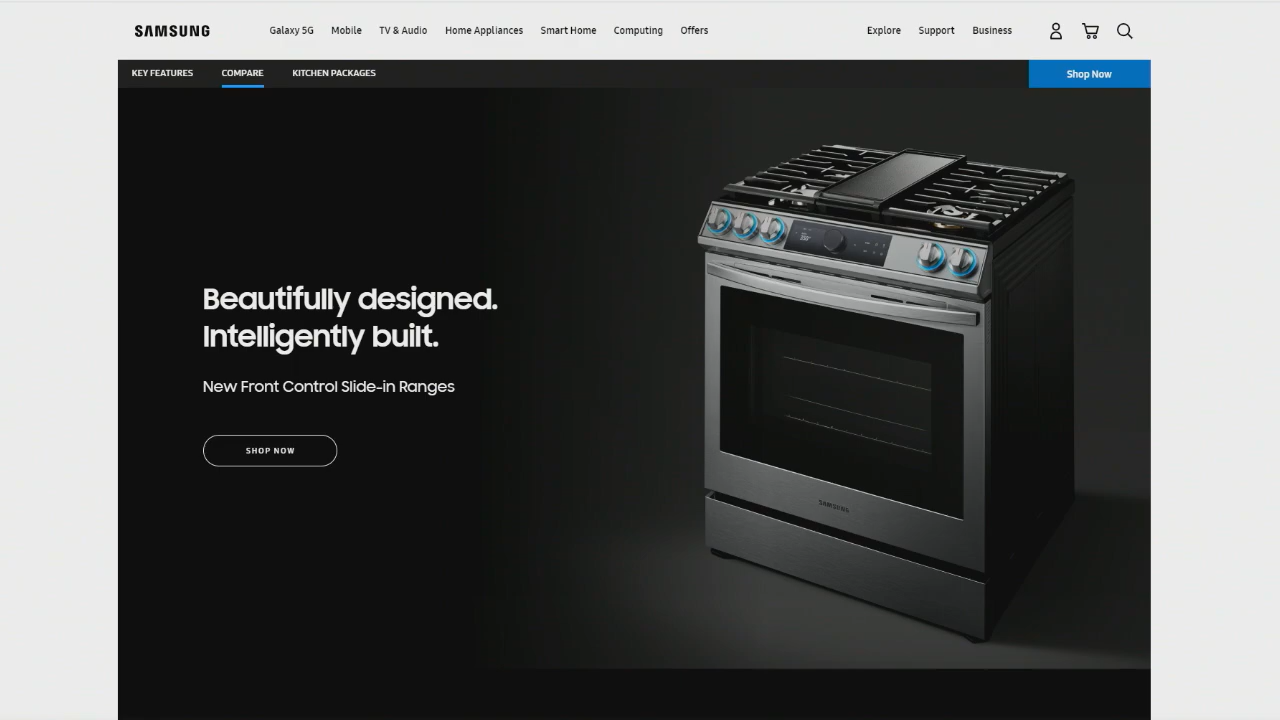 SAMSUNG
Galaxy 5G Mobile TV & Audio Home Appliances Smart Home Computing Offers Explore Support Business
KEY FEATURES COMPARE KITCHEN PACKAGES Shop Now
Beautifully designed.
Intelligently built.
New Front Control Slide-in Ranges
SHOP NOW
SAMSUNG